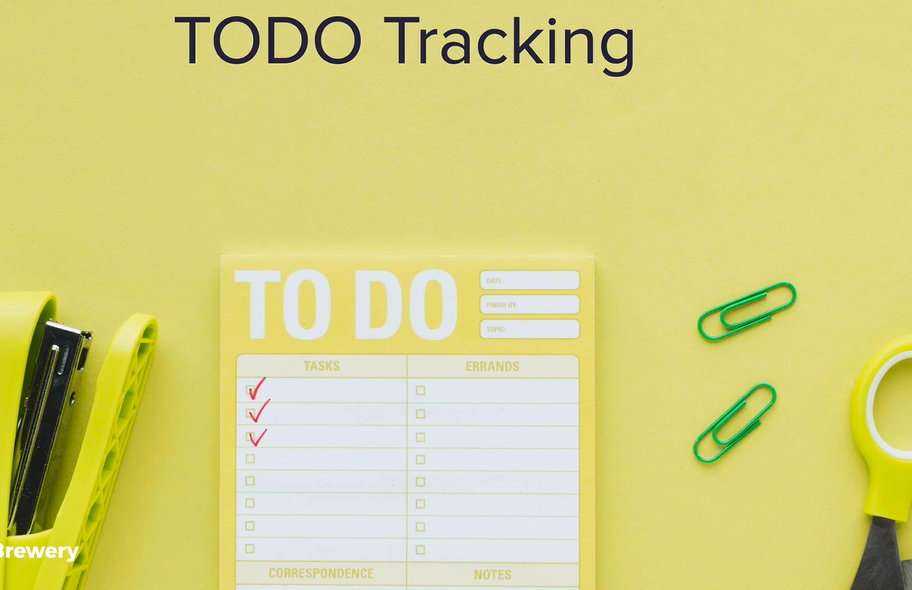 TODO Tracking
TO DO
DATE:
FINISH BY:
TOPIC:
TASKS
ERRANDS
Brewery
CORRESPONDENCE
NOTES